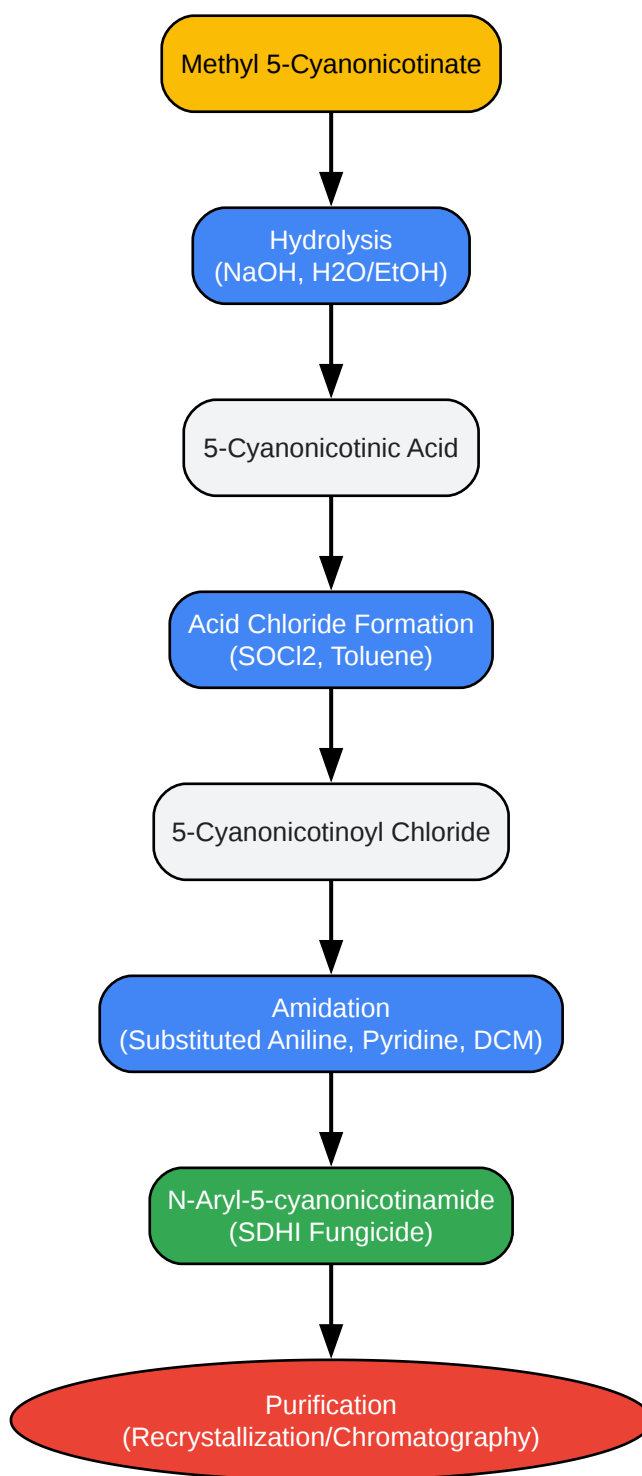 Methyl 5-Cyanonicotinate
Hydrolysis
(NaOH, H2O/EtOH)
5-Cyanonicotinic Acid
Acid Chloride Formation
(SOCl2, Toluene)
5-Cyanonicotinoyl Chloride
Amidation
(Substituted Aniline, Pyridine, DCM)
N-Aryl-5-cyanonicotinamide
(SDHI Fungicide)
Purification
(Recrystallization/Chromatography)